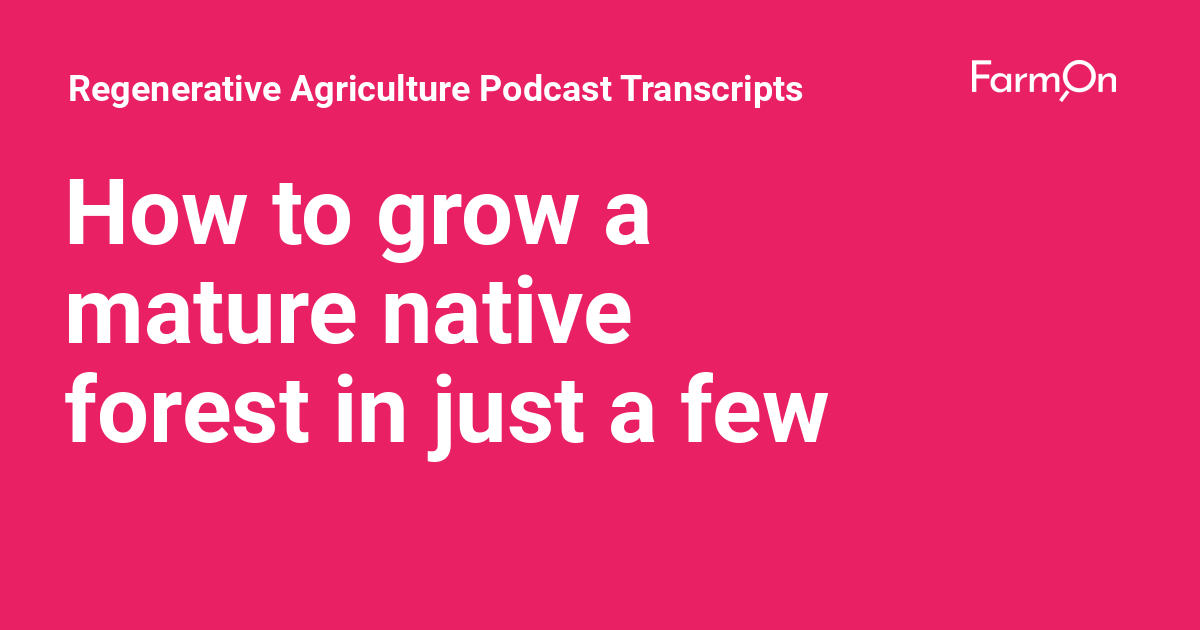 Regenerative Agriculture Podcast Transcripts
FarmOn
How to grow a
mature native
forest in just a few